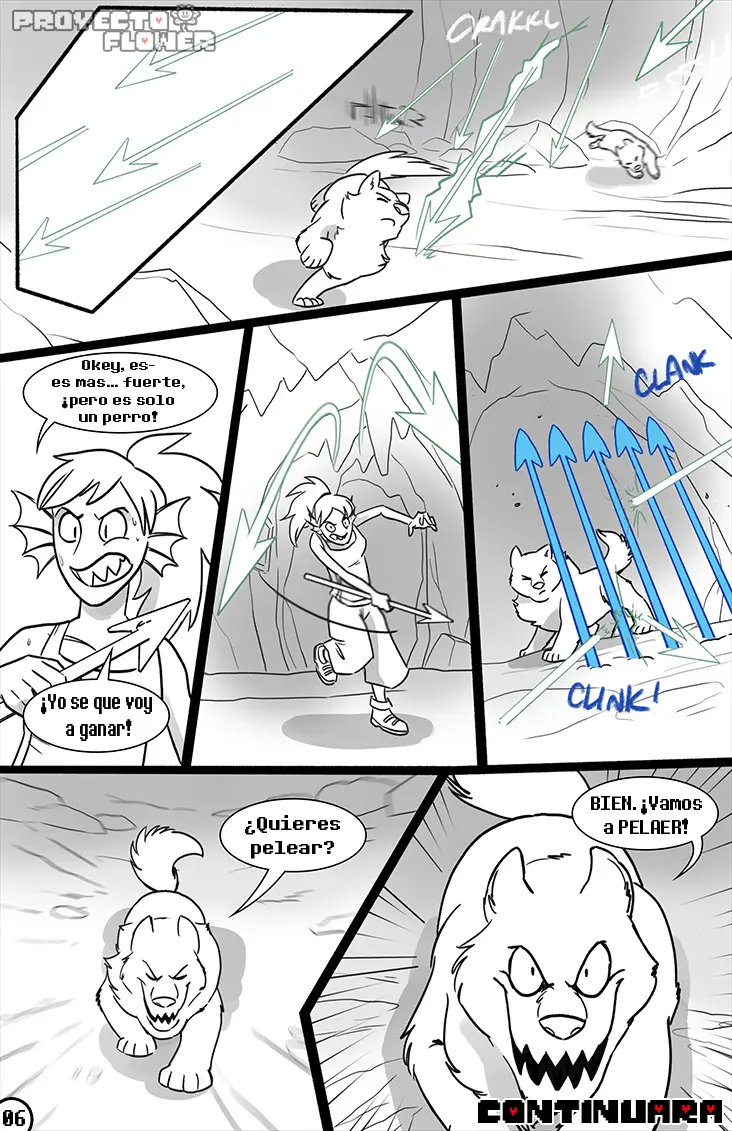 PROYECTO
FLOWER
CRAKKL
FSSH
Okey, es-
es mas... fuerte,
¡pero es solo
un perro!
¡Yo se que voy
a ganar!
CLANK
CLINK!
¿Quieres
pelear?
BIEN. ¡Vamos
a PELAER!
06
CONTINUARA